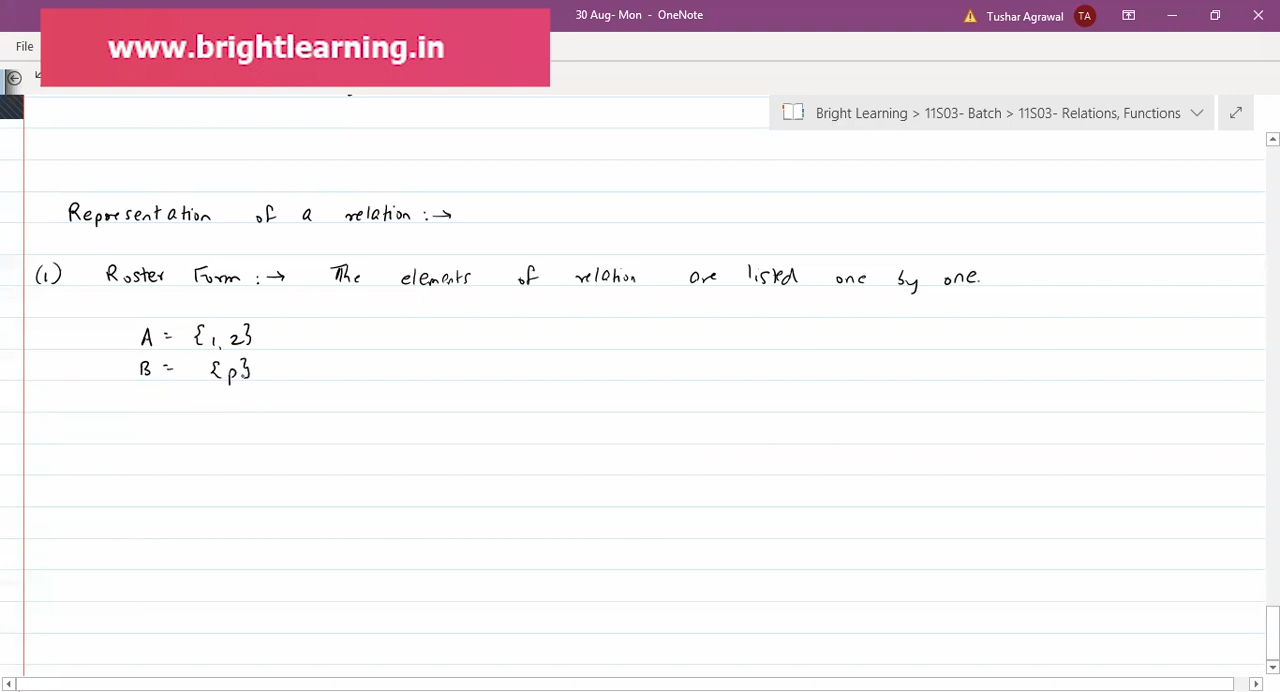 30 Aug- Mon - OneNote
Tushar Agrawal TA
www.brightlearning.in
File
Bright Learning > 11S03- Batch > 11S03- Relations, Functions
Representation of a relation :→
(1) Roster Form :→ The elements of relation are listed one by one.
A = {1, 2}
B = {p}